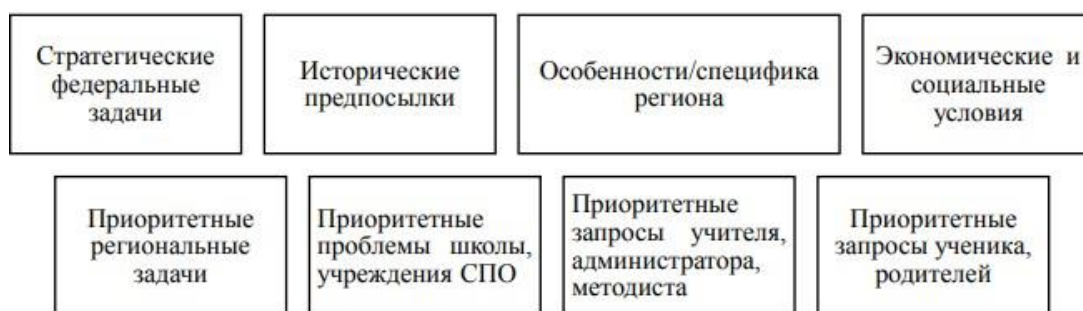 Стратегические
федеральные
задачи
Исторические
предпосылки
Особенности/специфика
региона
Экономические и
социальные
условия
Приоритетные
региональные
задачи
Приоритетные
проблемы школы,
учреждения СПО
Приоритетные
запросы учителя,
администратора,
методиста
Приоритетные
запросы ученика,
родителей